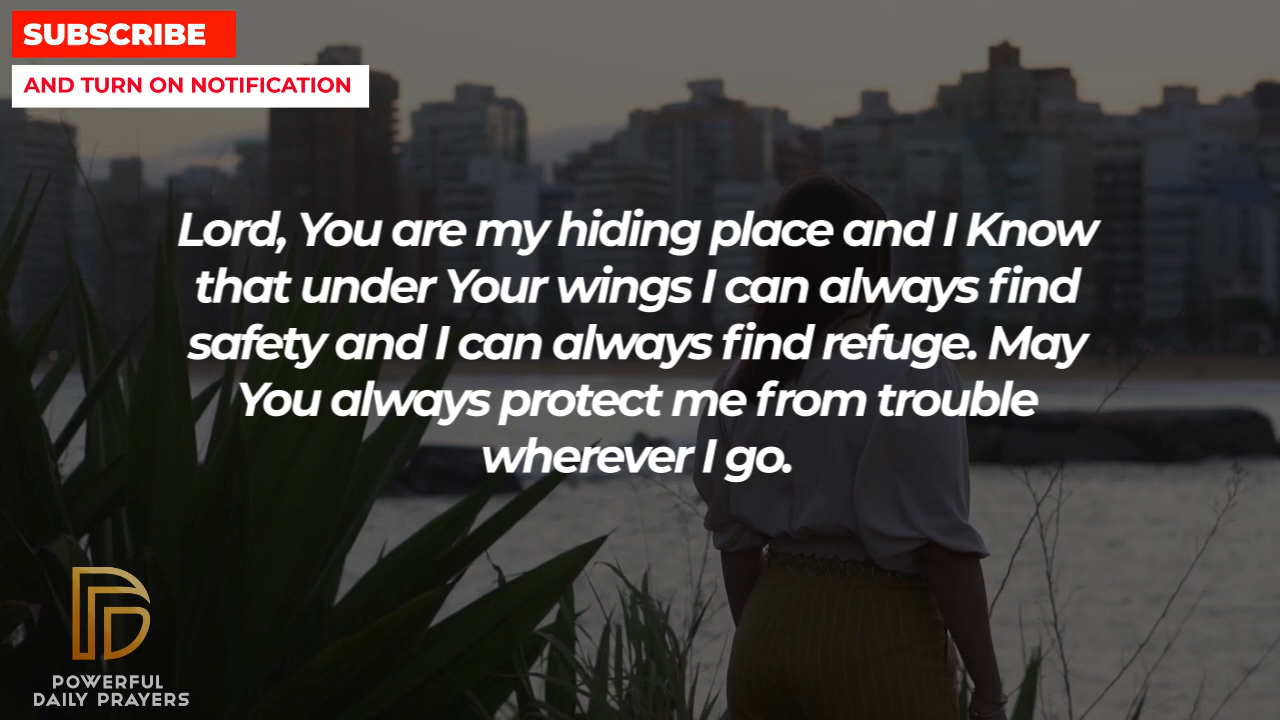 SUBSCRIBE
AND TURN ON NOTIFICATION
Lord, You are my hiding place and I Know
that under Your wings I can always find
safety and I can always find refuge. May
You always protect me from trouble
wherever I go.
POWERFUL
DAILY PRAYERS